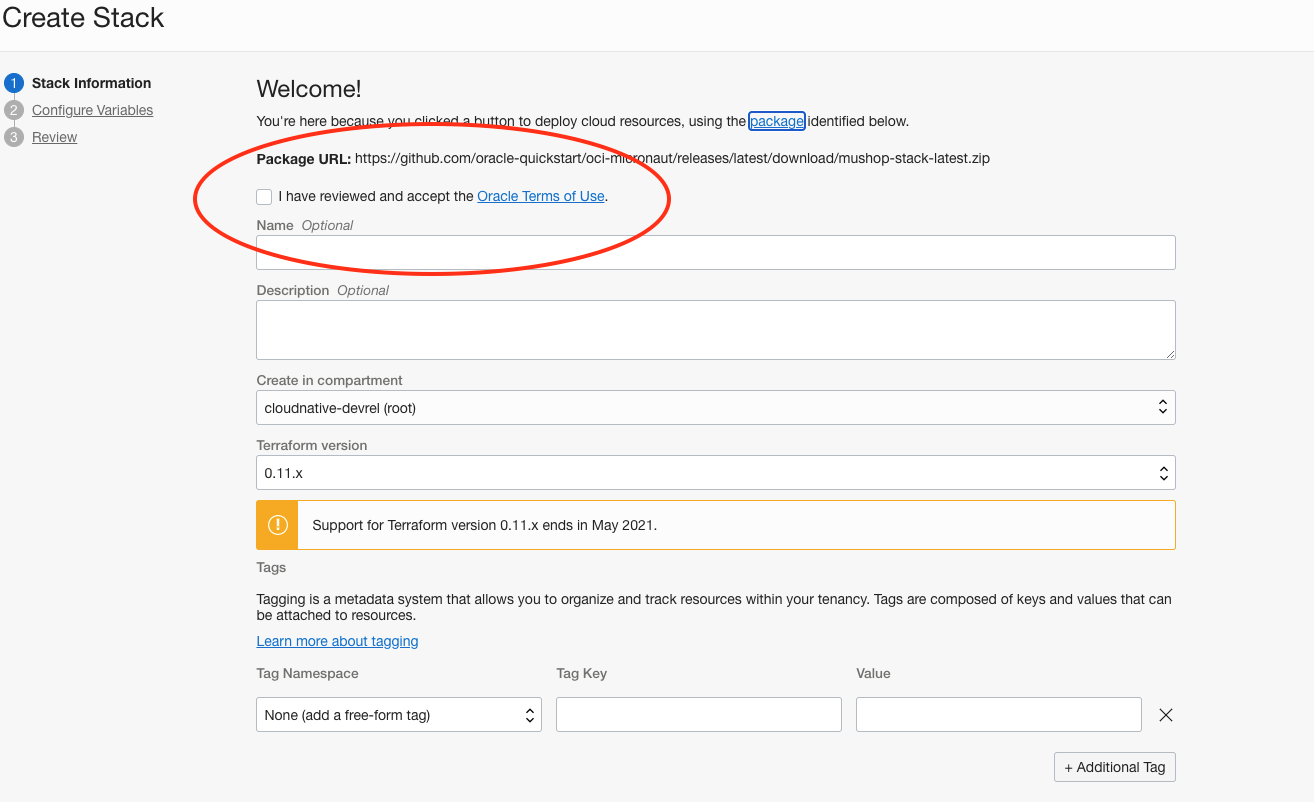 Create Stack
1 Stack Information
2 Configure Variables
3 Review
Welcome!
You're here because you clicked a button to deploy cloud resources, using the package identified below.
Package URL: https://github.com/oracle-quickstart/oci-micronaut/releases/latest/download/mushop-stack-latest.zip
I have reviewed and accept the Oracle Terms of Use.
Name Optional
Description Optional
Create in compartment
cloudnative-devrel (root)
Terraform version
0.11.x
Support for Terraform version 0.11.x ends in May 2021.
Tags
Tagging is a metadata system that allows you to organize and track resources within your tenancy. Tags are composed of keys and values that can
be attached to resources.
Learn more about tagging
Tag Namespace Tag Key Value
None (add a free-form tag)
+ Additional Tag